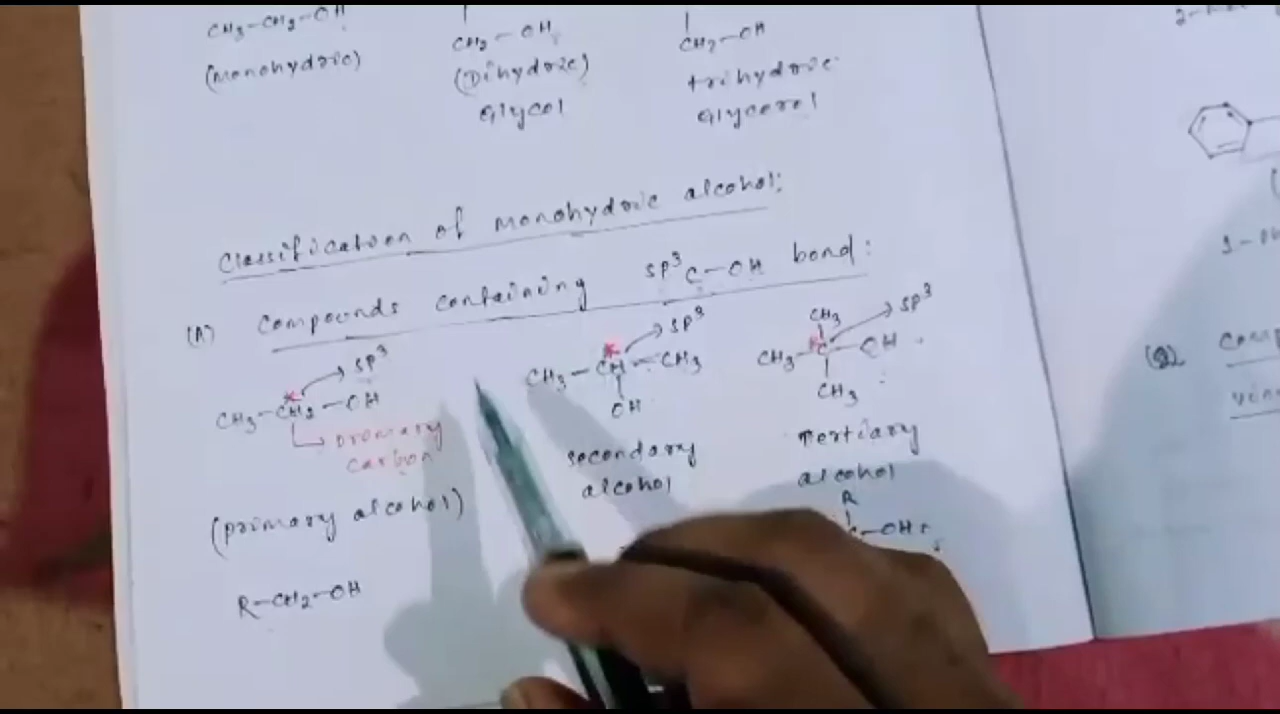 CH3-CH2-OH
CH2-OH
CH2-OH
(monohydric)
(Dihydric)
trihydric
Glycol
Glycerol
Classification of monohydric alcohol:
(A) Compounds containing SP³ C-OH bond:
SP³
CH3-CH2-OH
primary
carbon
(primary alcohol)
R-CH2-OH
SP³
CH3-CH-CH3
OH
secondary
alcohol
CH3
SP³
CH3-C-OH
CH3
Tertiary
alcohol
R
-OH